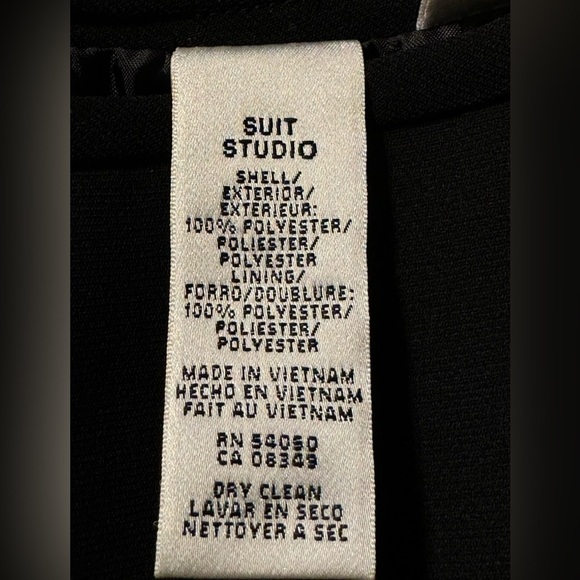 SUIT
STUDIO
SHELL/
EXTERIOR/
EXTERIEUR:
100% POLYESTER/
POLIESTER/
POLYESTER
LINING/
FORRO/DOUBLURE:
100% POLYESTER/
POLIESTER/
POLYESTER
MADE IN VIETNAM
HECHO EN VIETNAM
FAIT AU VIETNAM
RN 54050
CA 08349
DRY CLEAN
LAVAR EN SECO
NETTOYER A SEC